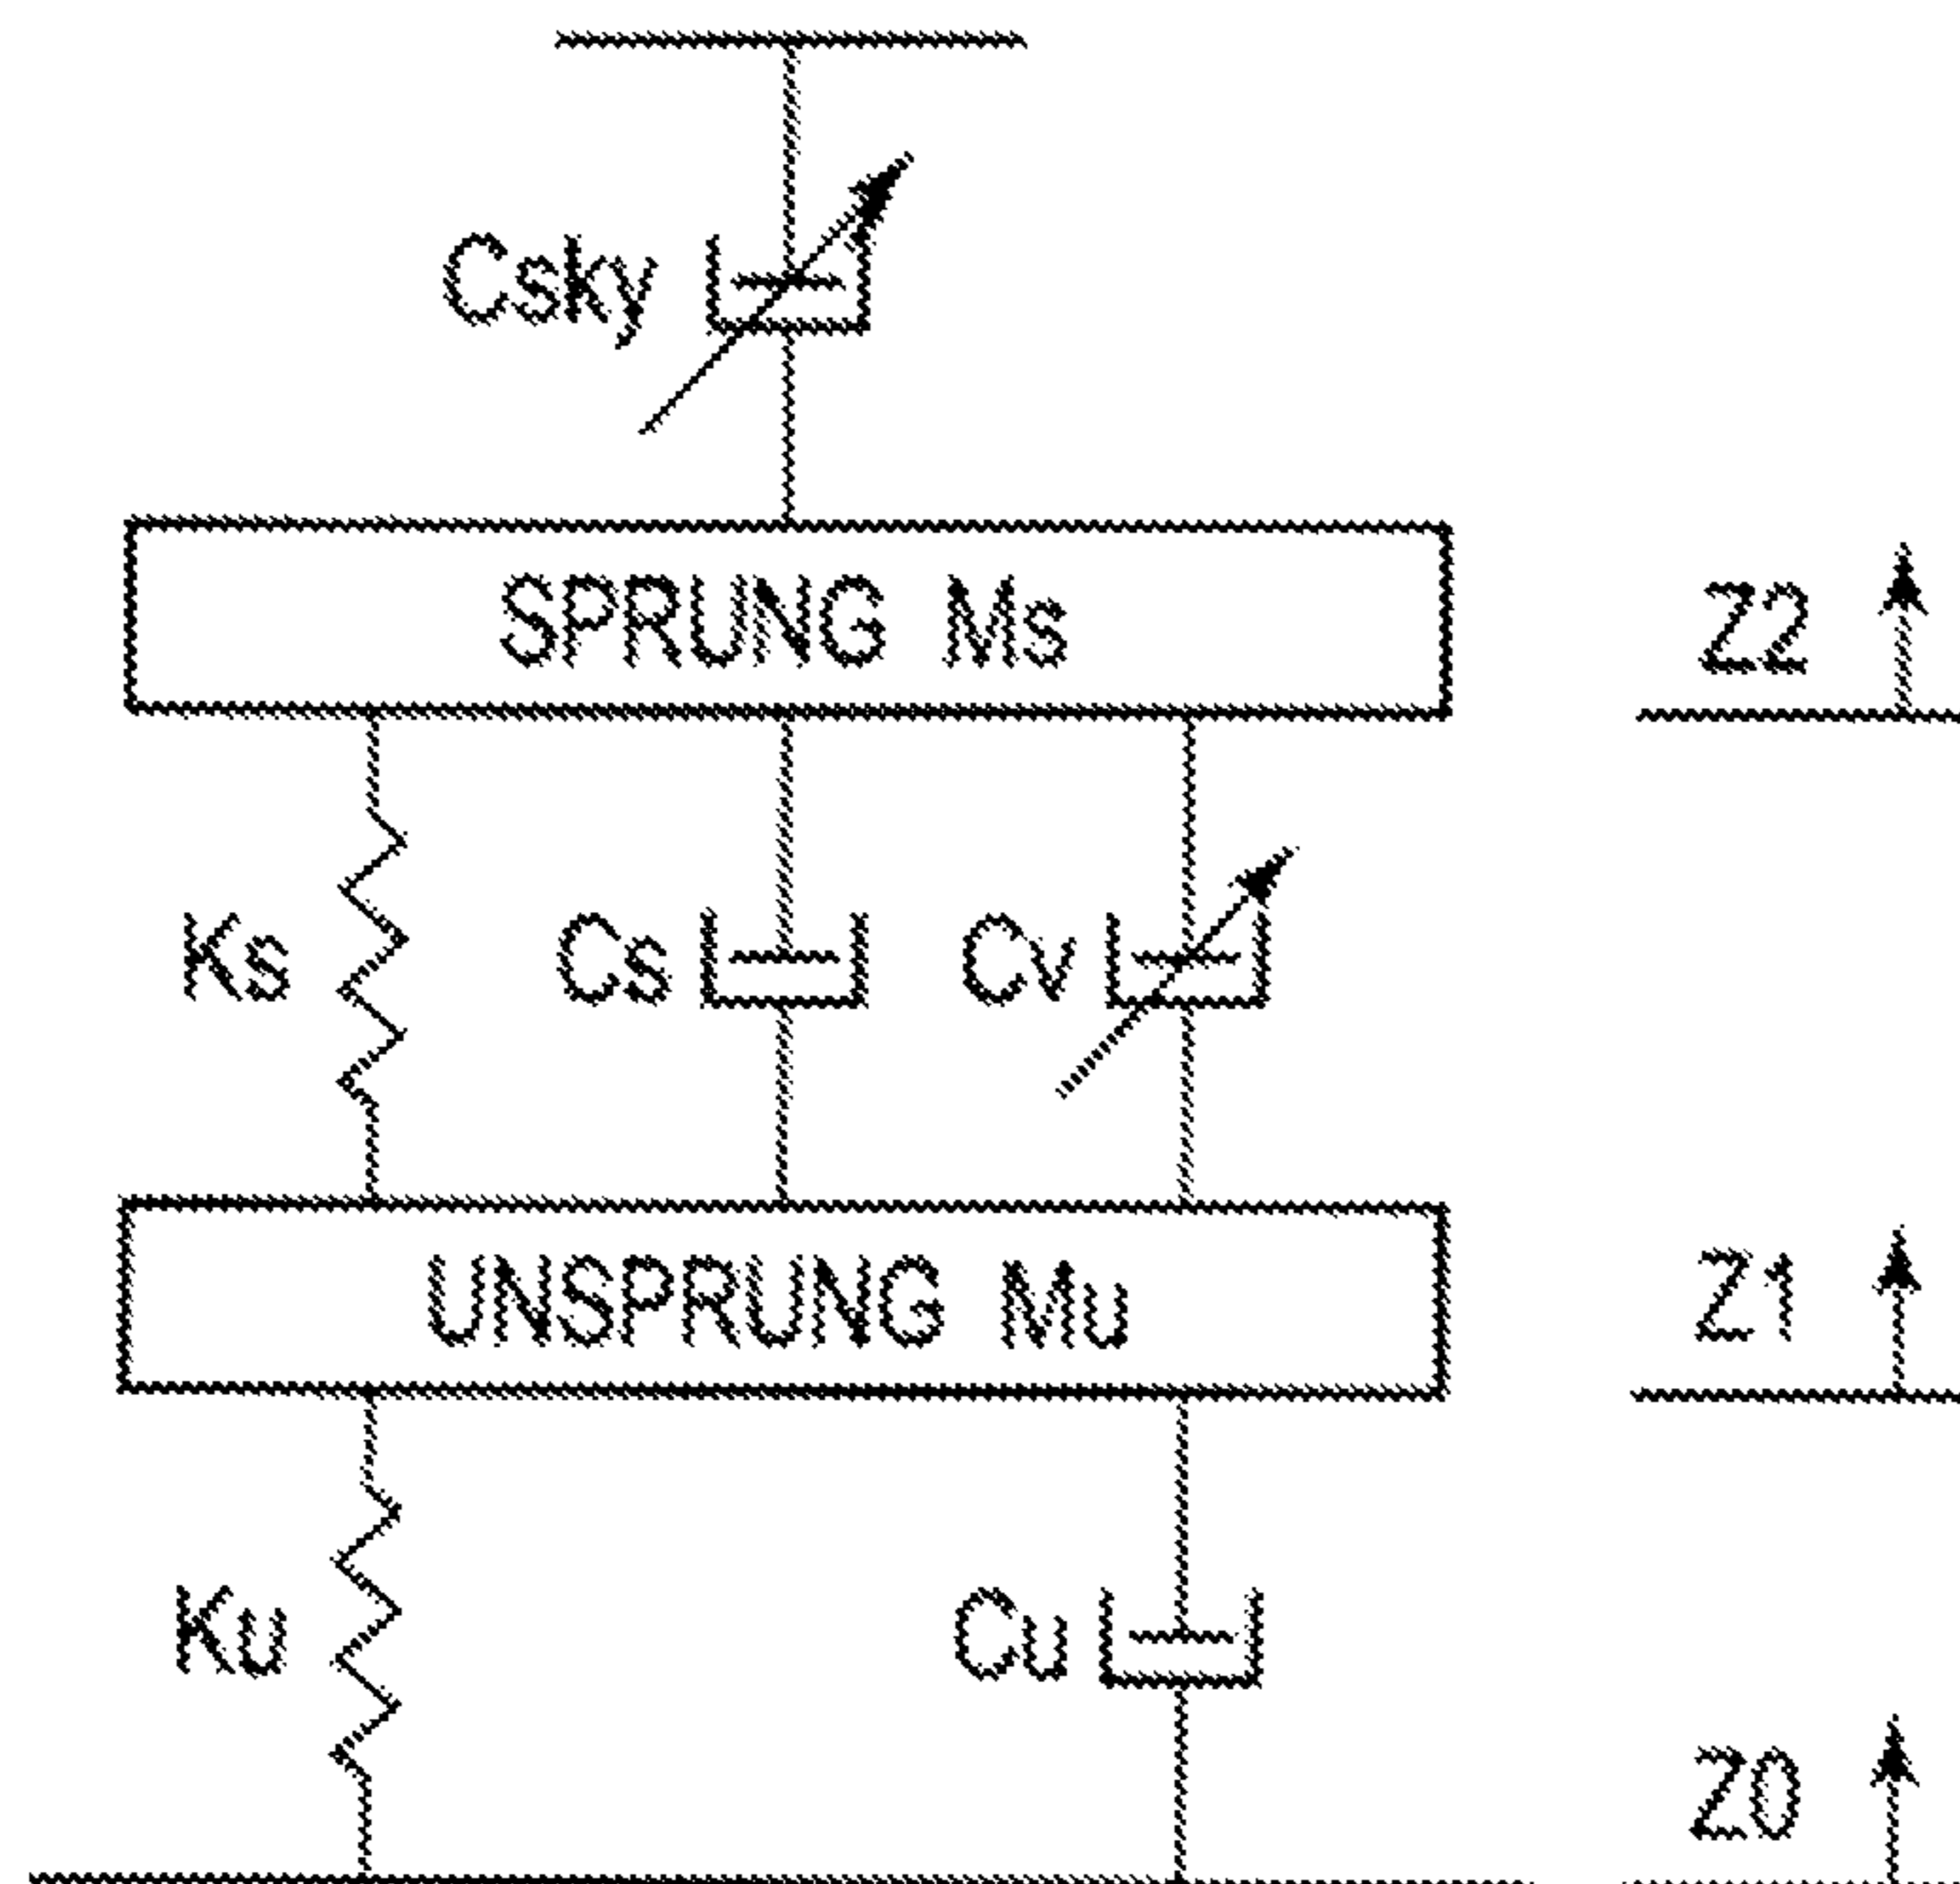 Csky
SPRUNG Ms
Z2
Ks
Cs
Cv
UNSPRUNG Mu
Z1
Ku
Cu
Z0